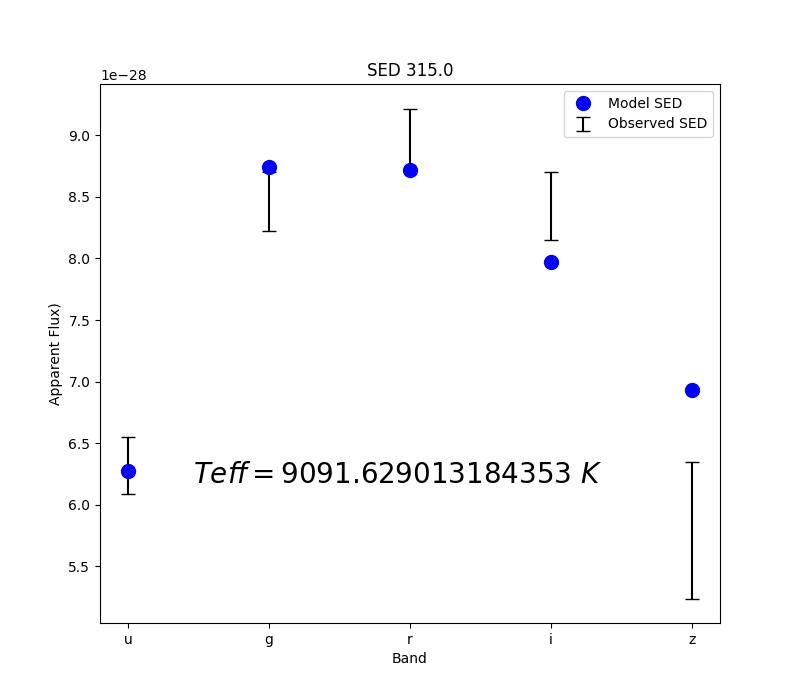 SED 315.0
1e−28
Model SED
Observed SED
9.0
8.5
8.0
7.5
7.0
6.5
6.0
5.5
Apparent Flux)
Teff = 9091.629013184353 K
u g r i z
Band